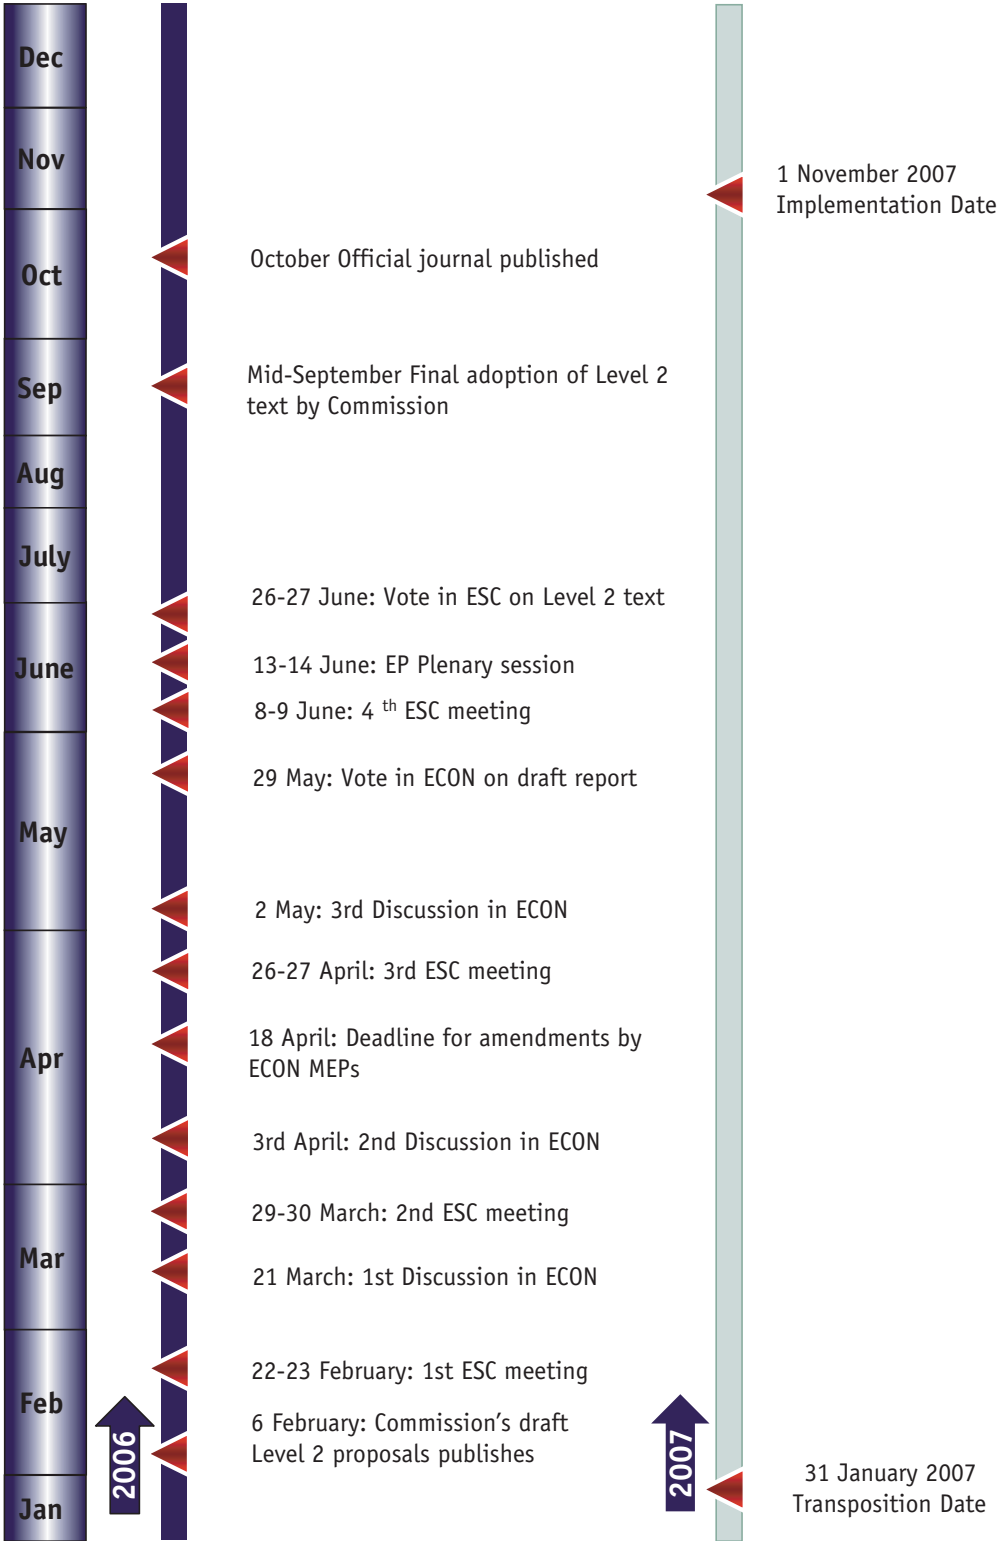 Dec
Nov
Oct
Sep
Aug
July
June
May
Apr
Mar
Feb
Jan
2006
October Official journal published
Mid-September Final adoption of Level 2
text by Commission
26-27 June: Vote in ESC on Level 2 text
13-14 June: EP Plenary session
8-9 June: 4 th ESC meeting
29 May: Vote in ECON on draft report
2 May: 3rd Discussion in ECON
26-27 April: 3rd ESC meeting
18 April: Deadline for amendments by
ECON MEPs
3rd April: 2nd Discussion in ECON
29-30 March: 2nd ESC meeting
21 March: 1st Discussion in ECON
22-23 February: 1st ESC meeting
6 February: Commission's draft
Level 2 proposals publishes
2007
1 November 2007
Implementation Date
31 January 2007
Transposition Date